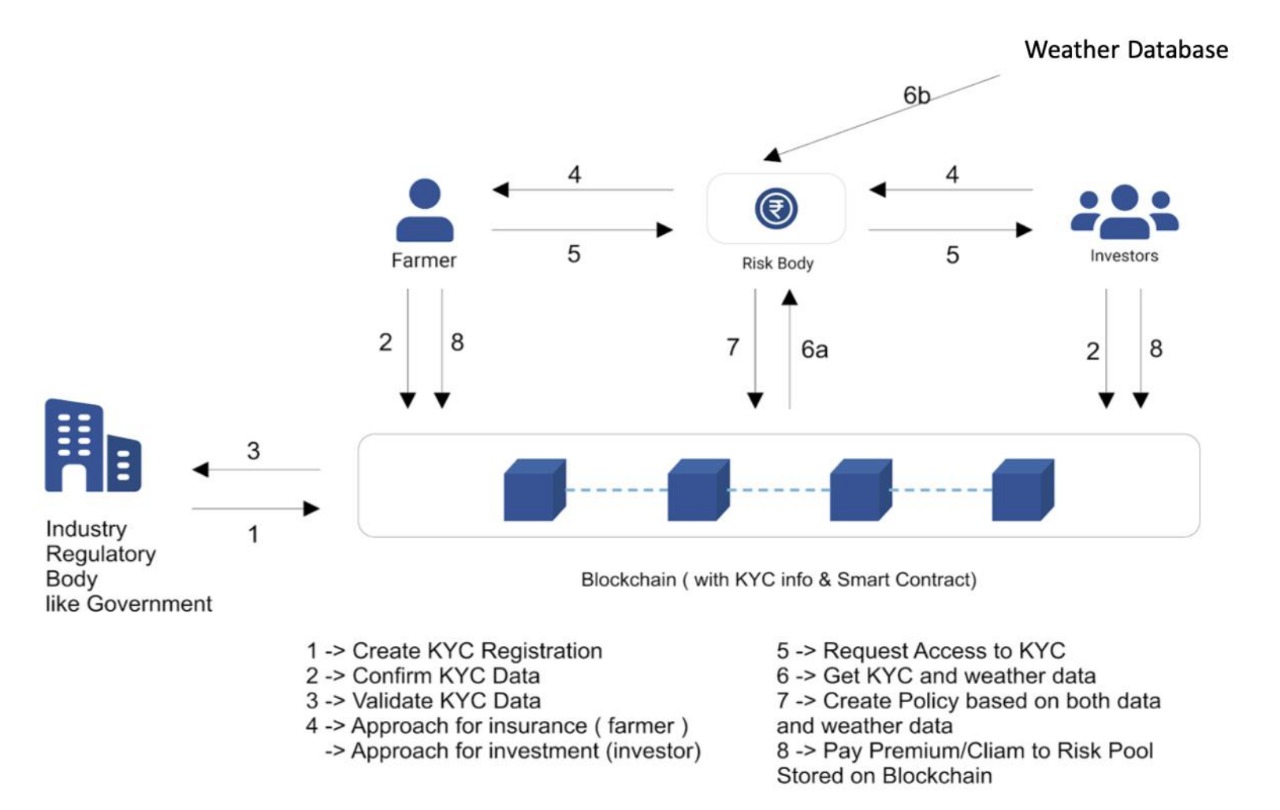 Weather Database
6b
4
4
₹
Farmer
5
Risk Body
5
Investors
2
8
7
6a
2
8
3
1
Industry
Regulatory
Body
like Government
Blockchain ( with KYC info & Smart Contract)
1 -> Create KYC Registration
2 -> Confirm KYC Data
3 -> Validate KYC Data
4 -> Approach for insurance ( farmer )
-> Approach for investment (investor)
5 -> Request Access to KYC
6 -> Get KYC and weather data
7 -> Create Policy based on both data
and weather data
8 -> Pay Premium/Cliam to Risk Pool
Stored on Blockchain